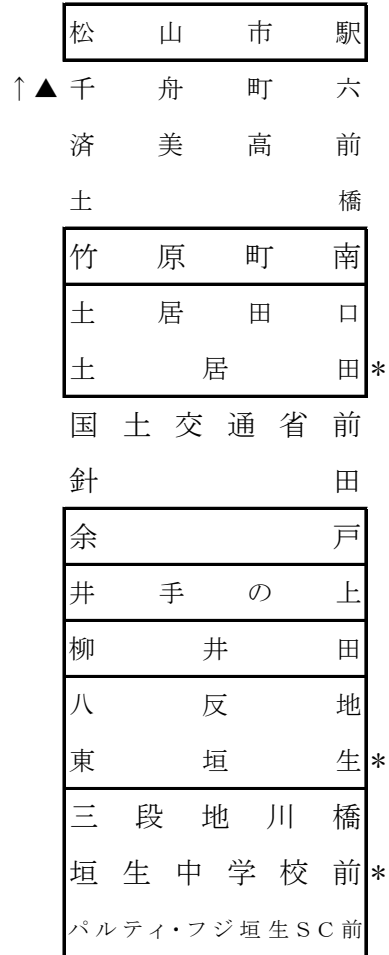 松山市駅
↑▲千舟町六
済美高前
土橋
竹原町南
土居田口
土居田*
国土交通省前
針田
余戸
井手の上
柳井田
八反地
東垣生*
三段地川橋
垣生中学校前*
パルティ・フジ垣生SC前